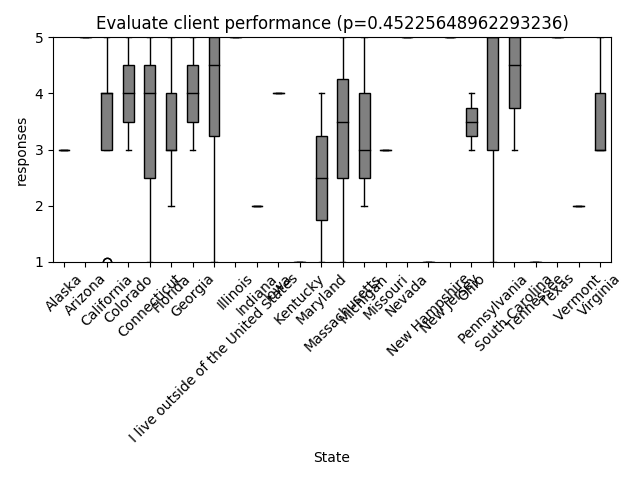 Evaluate client performance (p=0.45225648962293236)
responses
5
4
3
2
1
Alaska
Arizona
California
Colorado
Connecticut
Florida
Georgia
I live outside of the United States
Illinois
Indiana
Iowa
Kentucky
Maryland
Massachusetts
Michigan
Missouri
Nevada
New Hampshire
New Jersey
Ohio
Pennsylvania
South Carolina
Tennessee
Texas
Vermont
Virginia
State